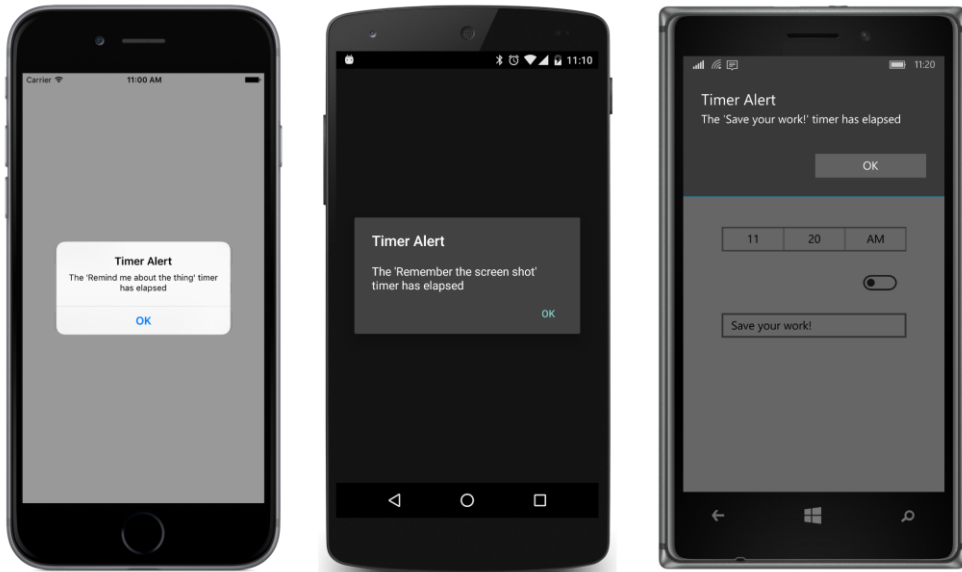 Carrier
11:00 AM
Timer Alert
The 'Remind me about the thing' timer
has elapsed
OK
11:10
Timer Alert
The 'Remember the screen shot'
timer has elapsed
OK
11:20
Timer Alert
The 'Save your work!' timer has elapsed
OK
11 20 AM
Save your work!